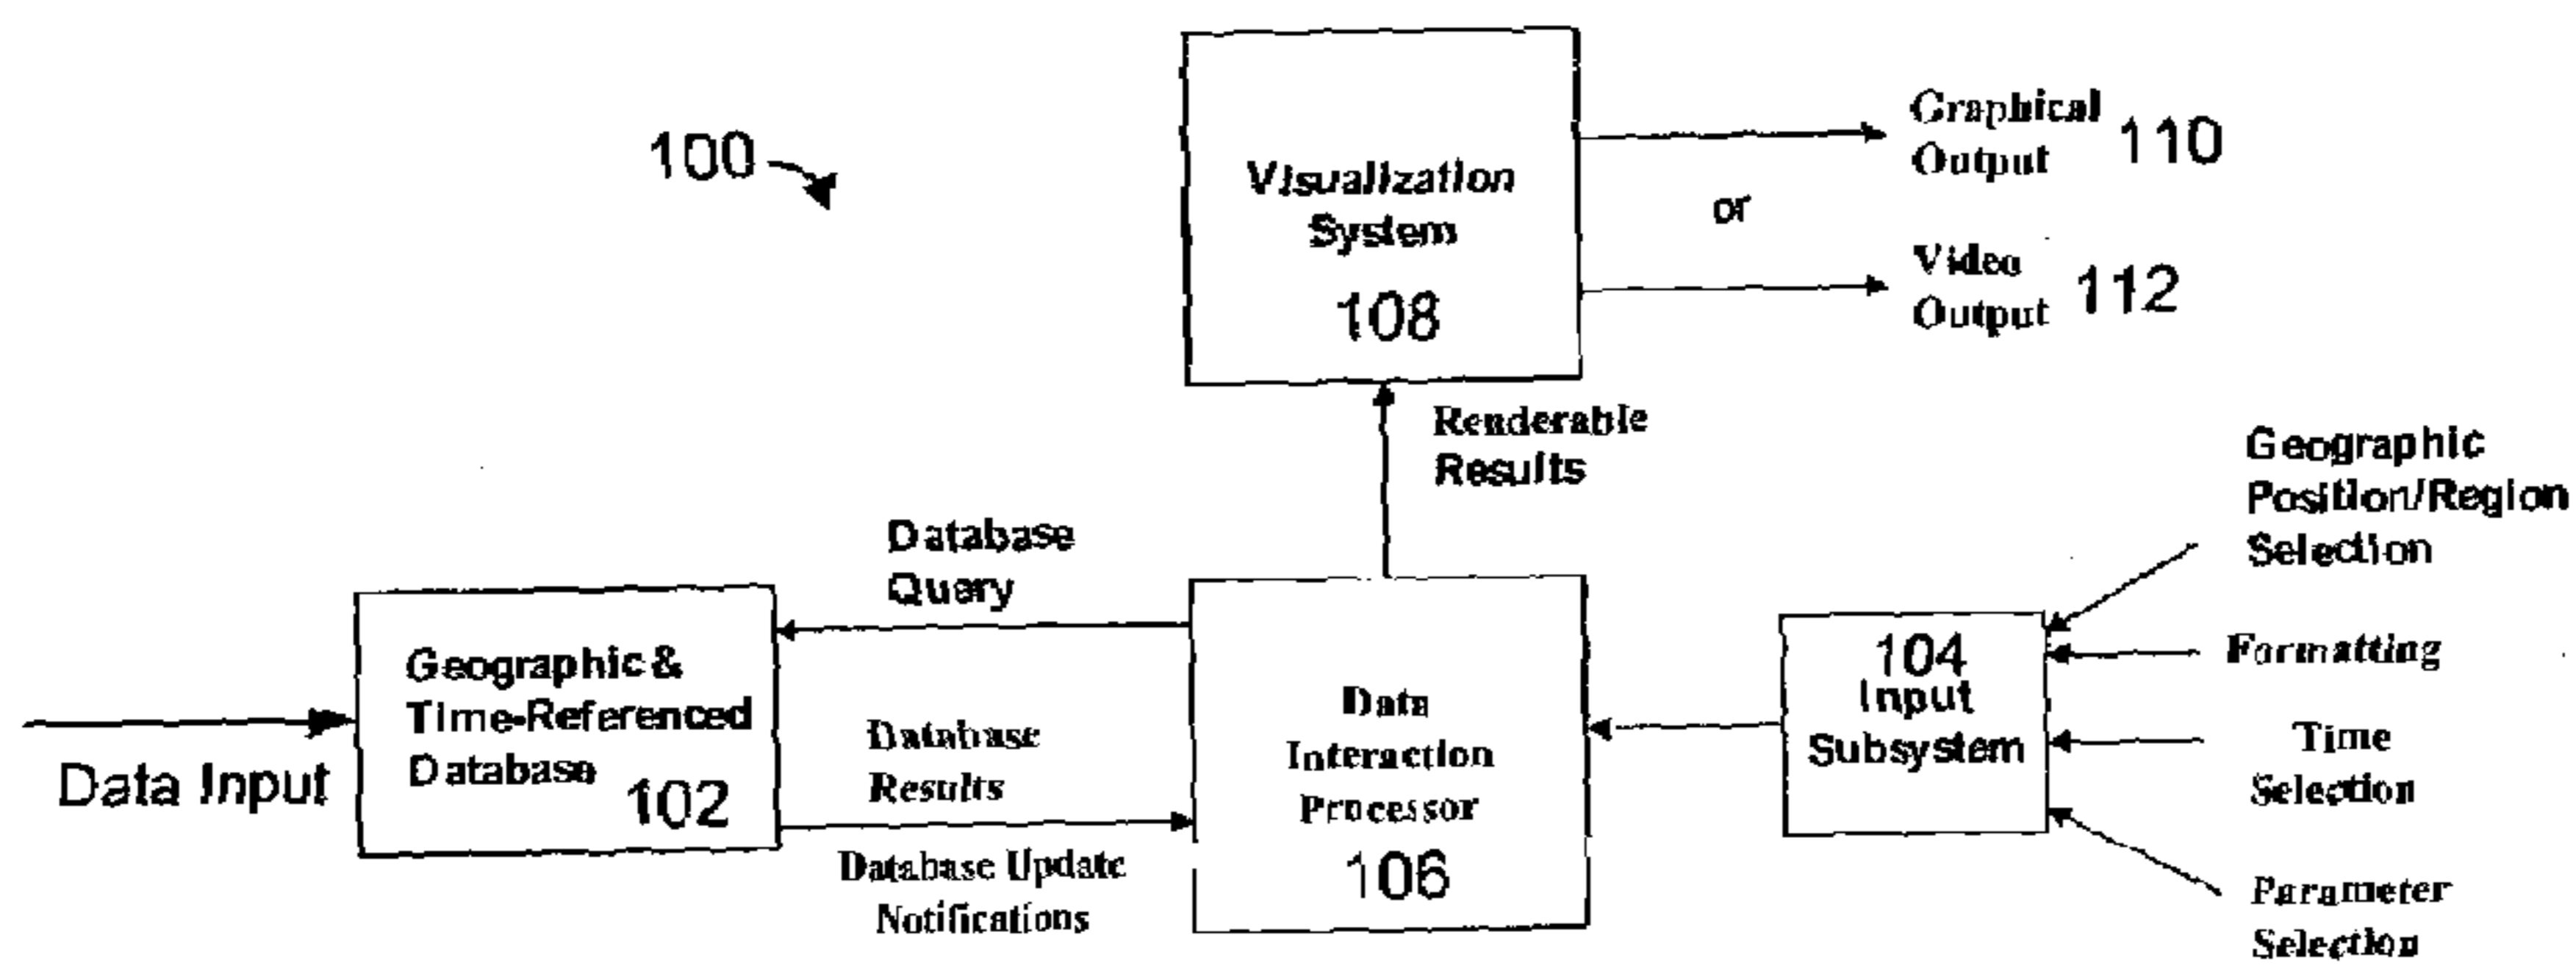 100
Visualization
System
108
Graphical
Output 110
or
Video
Output 112
Renderable
Results
Geographic
Position/Region
Selection
Formatting
Time
Selection
Parameter
Selection
104
Input
Subsystem
Database
Query
Data
Interaction
Processor
106
Database
Results
Database Update
Notifications
Geographic &
Time-Referenced
Database 102
Data Input